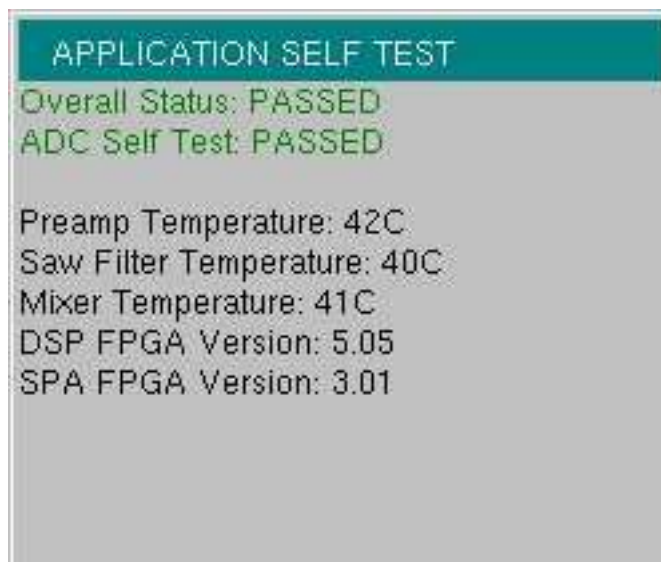 APPLICATION SELF TEST
Overall Status: PASSED
ADC Self Test: PASSED
Preamp Temperature: 42C
Saw Filter Temperature: 40C
Mixer Temperature: 41C
DSP FPGA Version: 5.05
SPA FPGA Version: 3.01